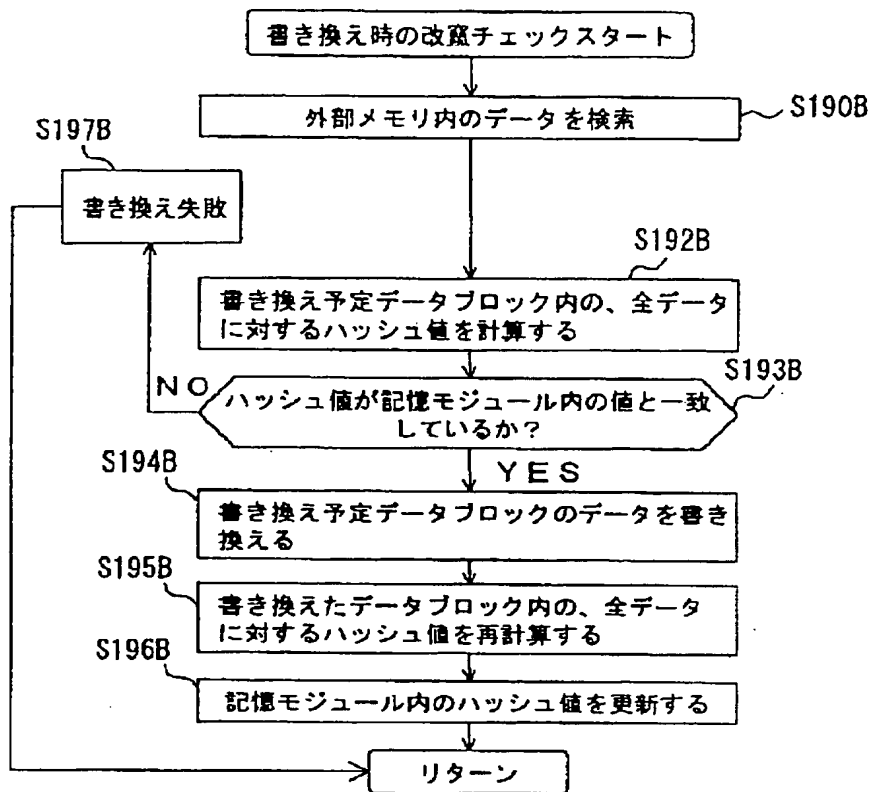 書き換え時の改竄チェックスタート
S190B
外部メモリ内のデータを検索
S197B
書き換え失敗
S192B
書き換え予定データブロック内の、全データ
に対するハッシュ値を計算する
S193B
NO
ハッシュ値が記憶モジュール内の値と一致
しているか?
YES
S194B
書き換え予定データブロックのデータを書き
換える
S195B
書き換えたデータブロック内の、全データ
に対するハッシュ値を再計算する
S196B
記憶モジュール内のハッシュ値を更新する
リターン